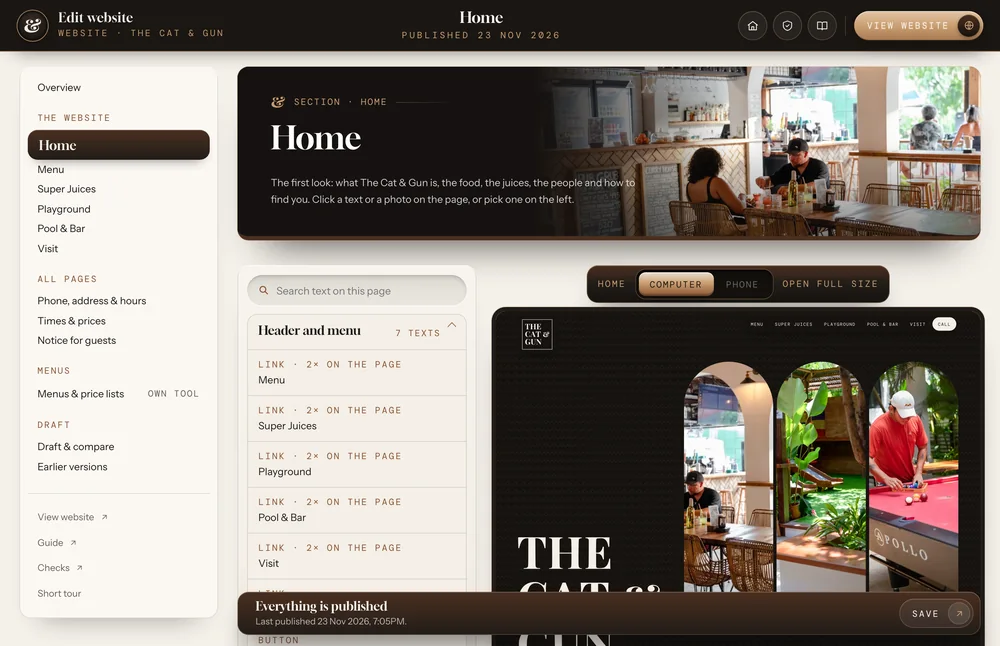 &
Edit website
WEBSITE · THE CAT & GUN
Home
PUBLISHED 23 NOV 2026
VIEW WEBSITE
Overview
THE WEBSITE
Home
Menu
Super Juices
Playground
Pool & Bar
Visit
ALL PAGES
Phone, address & hours
Times & prices
Notice for guests
MENUS
Menus & price lists
OWN TOOL
DRAFT
Draft & compare
Earlier versions
View website
Guide
Checks
Short tour
& SECTION · HOME
Home
The first look: what The Cat & Gun is, the food, the juices, the people and how to
find you. Click a text or a photo on the page, or pick one on the left.
Search text on this page
Header and menu
7 TEXTS
LINK · 2× ON THE PAGE
Menu
LINK · 2× ON THE PAGE
Super Juices
LINK · 2× ON THE PAGE
Playground
LINK · 2× ON THE PAGE
Pool & Bar
LINK · 2× ON THE PAGE
Visit
BUTTON
HOME
COMPUTER
PHONE
OPEN FULL SIZE
THE
CAT &
GUN
MENU
SUPER JUICES
PLAYGROUND
POOL & BAR
VISIT
CALL
APOLLO
THE
CAT &
GUN
Everything is published
Last published 23 Nov 2026, 7:05PM.
SAVE